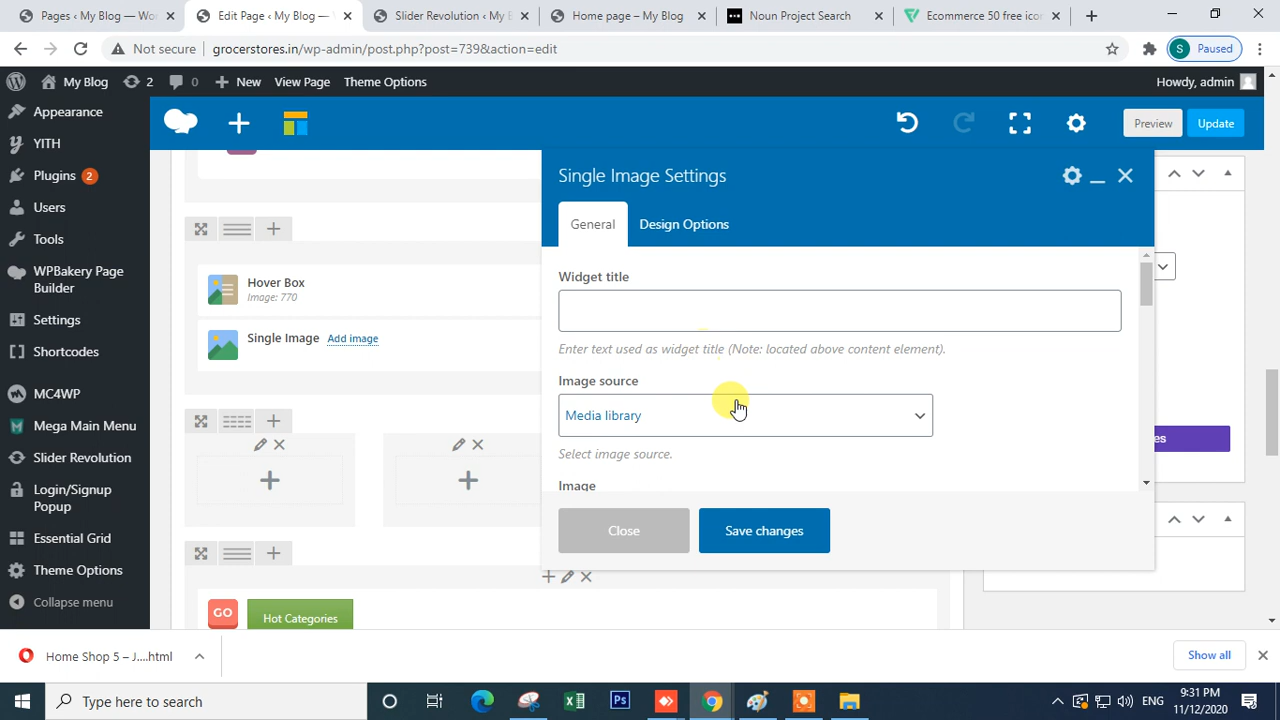 Pages ‹ My Blog — Wo
Edit Page ‹ My Blog — W
Slider Revolution ‹ My B
Home page – My Blog
Noun Project Search
Ecommerce 50 free icon
Not secure
grocerstores.in/wp-admin/post.php?post=739&action=edit
S Paused
My Blog 2 0 New View Page Theme Options
Howdy, admin
Appearance
YITH
Plugins 2
Users
Tools
WPBakery Page
Builder
Settings
Shortcodes
MC4WP
Mega Main Menu
Slider Revolution
Login/Signup
Popup
Essential Grid
Theme Options
Collapse menu
Preview
Update
Hover Box
Image: 770
Single Image Add image
GO
Hot Categories
Single Image Settings
General
Design Options
Widget title
Enter text used as widget title (Note: located above content element).
Image source
Media library
Select image source.
Image
Close
Save changes
es
Home Shop 5 – J....html
Show all
Type here to search
Ps
ENG
9:31 PM
11/12/2020